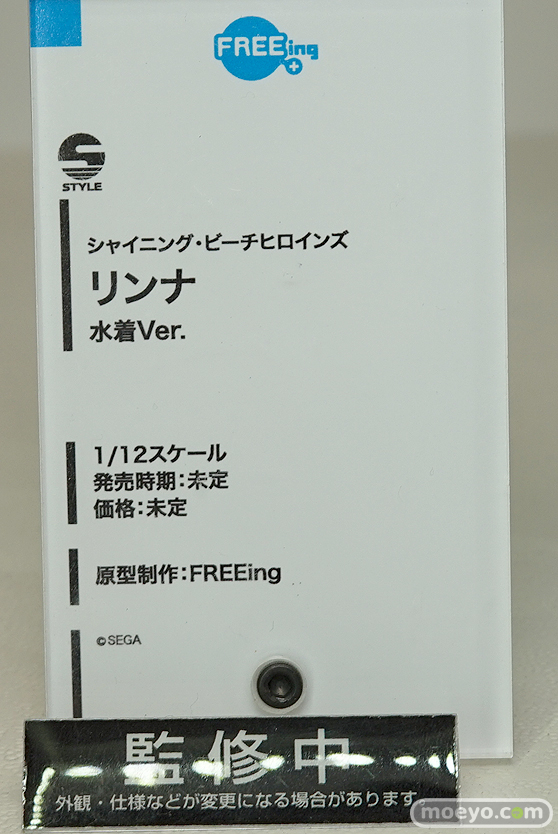 FREEing
S
STYLE
シャイニング・ビーチヒロインズ
リンナ
水着Ver.
1/12スケール
発売時期：未定
価格：未定
原型制作：FREEing
©SEGA
監修中
外観・仕様などが変更になる場合があります
moeyo.com